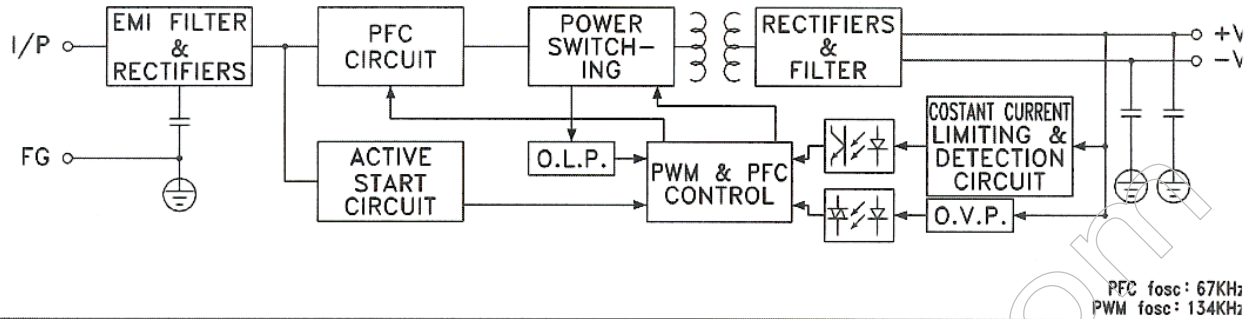 I/P
EMI FILTER
&
RECTIFIERS
PFC
CIRCUIT
POWER
SWITCH-
ING
RECTIFIERS
&
FILTER
+V
-V
FG
ACTIVE
START
CIRCUIT
O.L.P.
PWM & PFC
CONTROL
COSTANT CURRENT
LIMITING &
DETECTION
CIRCUIT
O.V.P.
PFC fosc: 67KHz
PWM fosc: 134KHz
om